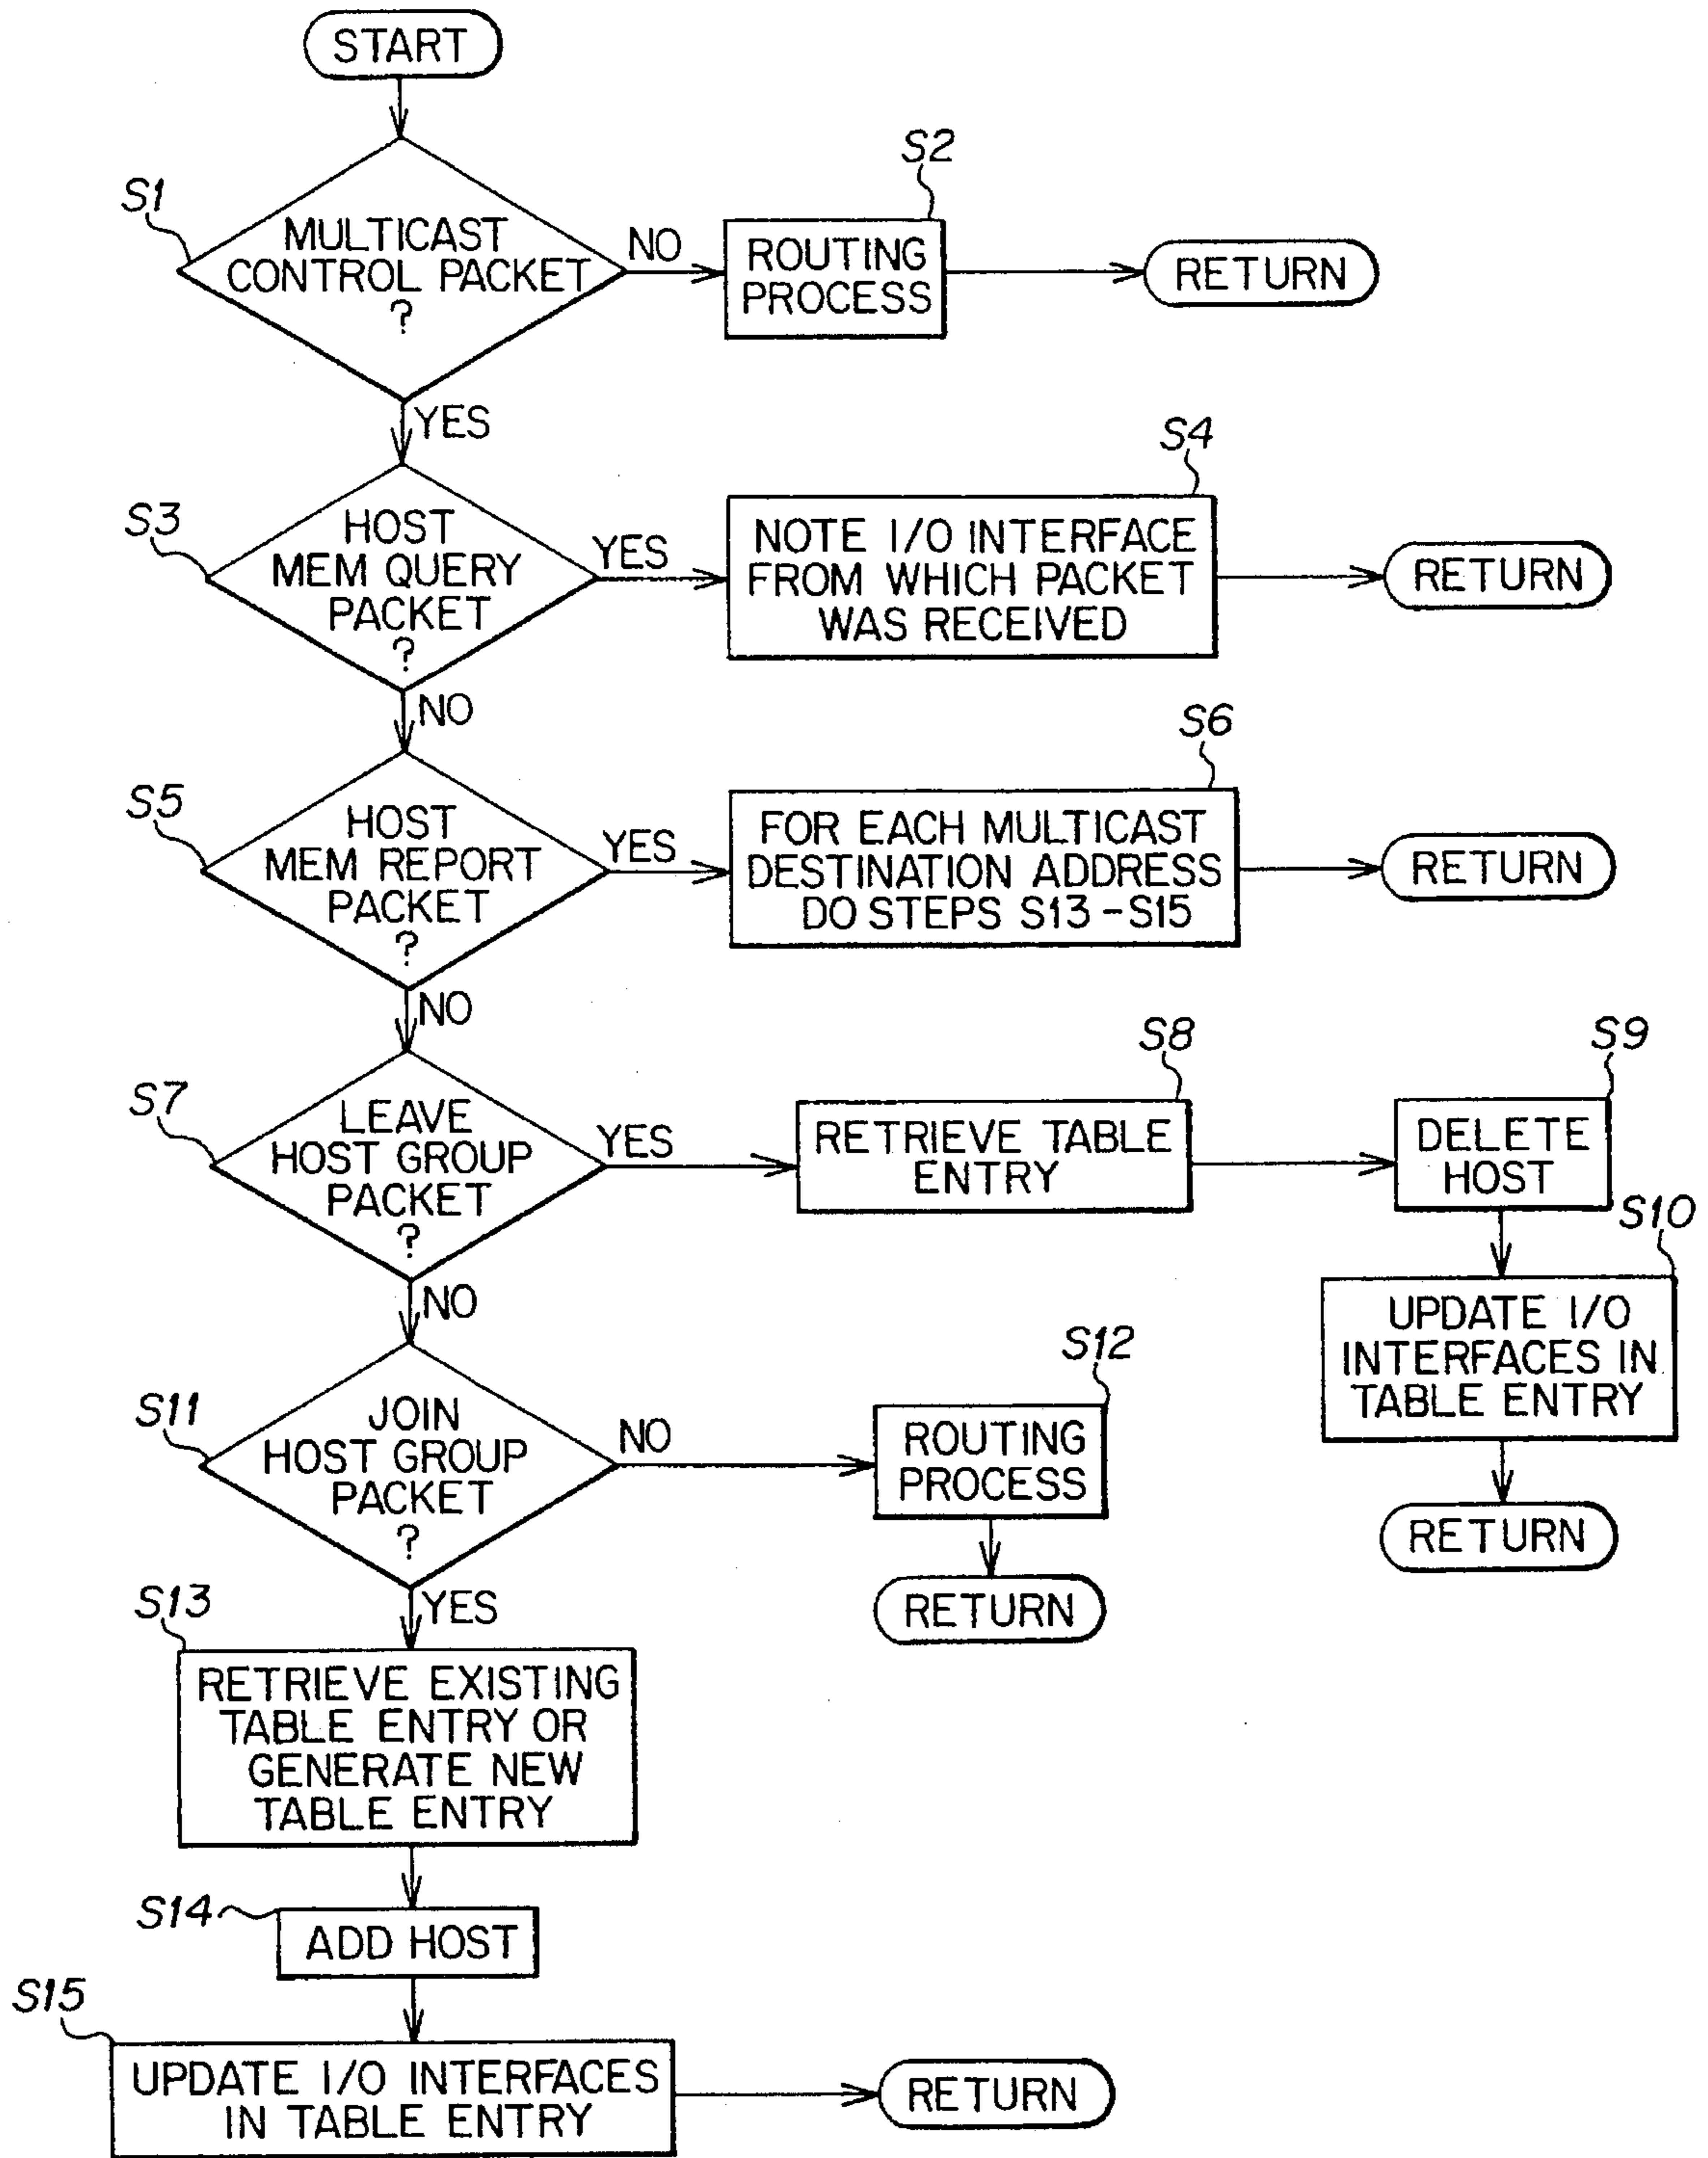 START
S1
MULTICAST
CONTROL PACKET
?
NO
S2
ROUTING
PROCESS
RETURN
YES
S3
HOST
MEM QUERY
PACKET
?
YES
S4
NOTE I/O INTERFACE
FROM WHICH PACKET
WAS RECEIVED
RETURN
NO
S5
HOST
MEM REPORT
PACKET
?
YES
S6
FOR EACH MULTICAST
DESTINATION ADDRESS
DO STEPS S13-S15
RETURN
NO
S7
LEAVE
HOST GROUP
PACKET
?
YES
S8
RETRIEVE TABLE
ENTRY
S9
DELETE
HOST
S10
UPDATE I/O
INTERFACES IN
TABLE ENTRY
RETURN
NO
S11
JOIN
HOST GROUP
PACKET
?
NO
S12
ROUTING
PROCESS
RETURN
YES
S13
RETRIEVE EXISTING
TABLE ENTRY OR
GENERATE NEW
TABLE ENTRY
S14
ADD HOST
S15
UPDATE I/O INTERFACES
IN TABLE ENTRY
RETURN